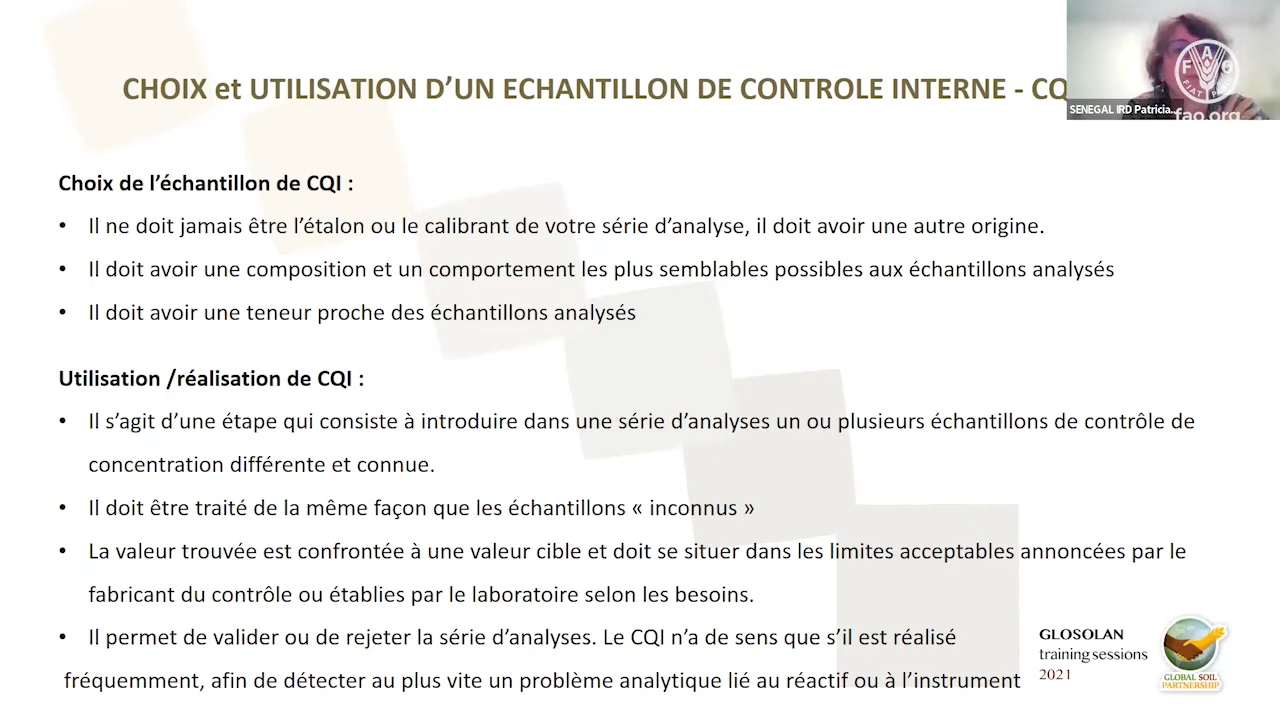 CHOIX et UTILISATION D’UN ECHANTILLON DE CONTROLE INTERNE - CQ
FAO
FIAT PANIS
SENEGAL IRD Patricia...
fao.org
Choix de l’échantillon de CQI :
• Il ne doit jamais être l’étalon ou le calibrant de votre série d’analyse, il doit avoir une autre origine.
• Il doit avoir une composition et un comportement les plus semblables possibles aux échantillons analysés
• Il doit avoir une teneur proche des échantillons analysés
Utilisation /réalisation de CQI :
• Il s’agit d’une étape qui consiste à introduire dans une série d’analyses un ou plusieurs échantillons de contrôle de
concentration différente et connue.
• Il doit être traité de la même façon que les échantillons « inconnus »
• La valeur trouvée est confrontée à une valeur cible et doit se situer dans les limites acceptables annoncées par le
fabricant du contrôle ou établies par le laboratoire selon les besoins.
• Il permet de valider ou de rejeter la série d’analyses. Le CQI n’a de sens que s’il est réalisé
fréquemment, afin de détecter au plus vite un problème analytique lié au réactif ou à l’instrument
GLOSOLAN
training sessions
2021
GLOBAL SOIL
PARTNERSHIP